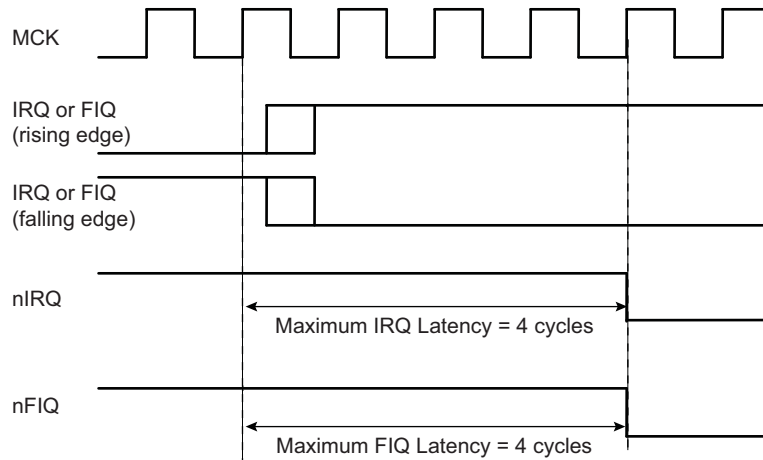 MCK
IRQ or FIQ
(rising edge)
IRQ or FIQ
(falling edge)
nIRQ
Maximum IRQ Latency = 4 cycles
nFIQ
Maximum FIQ Latency = 4 cycles